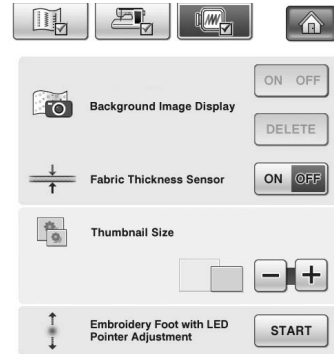 ON OFF
Background Image Display
DELETE
Fabric Thickness Sensor
ON OFF
Thumbnail Size
− +
Embroidery Foot with LED
Pointer Adjustment
START